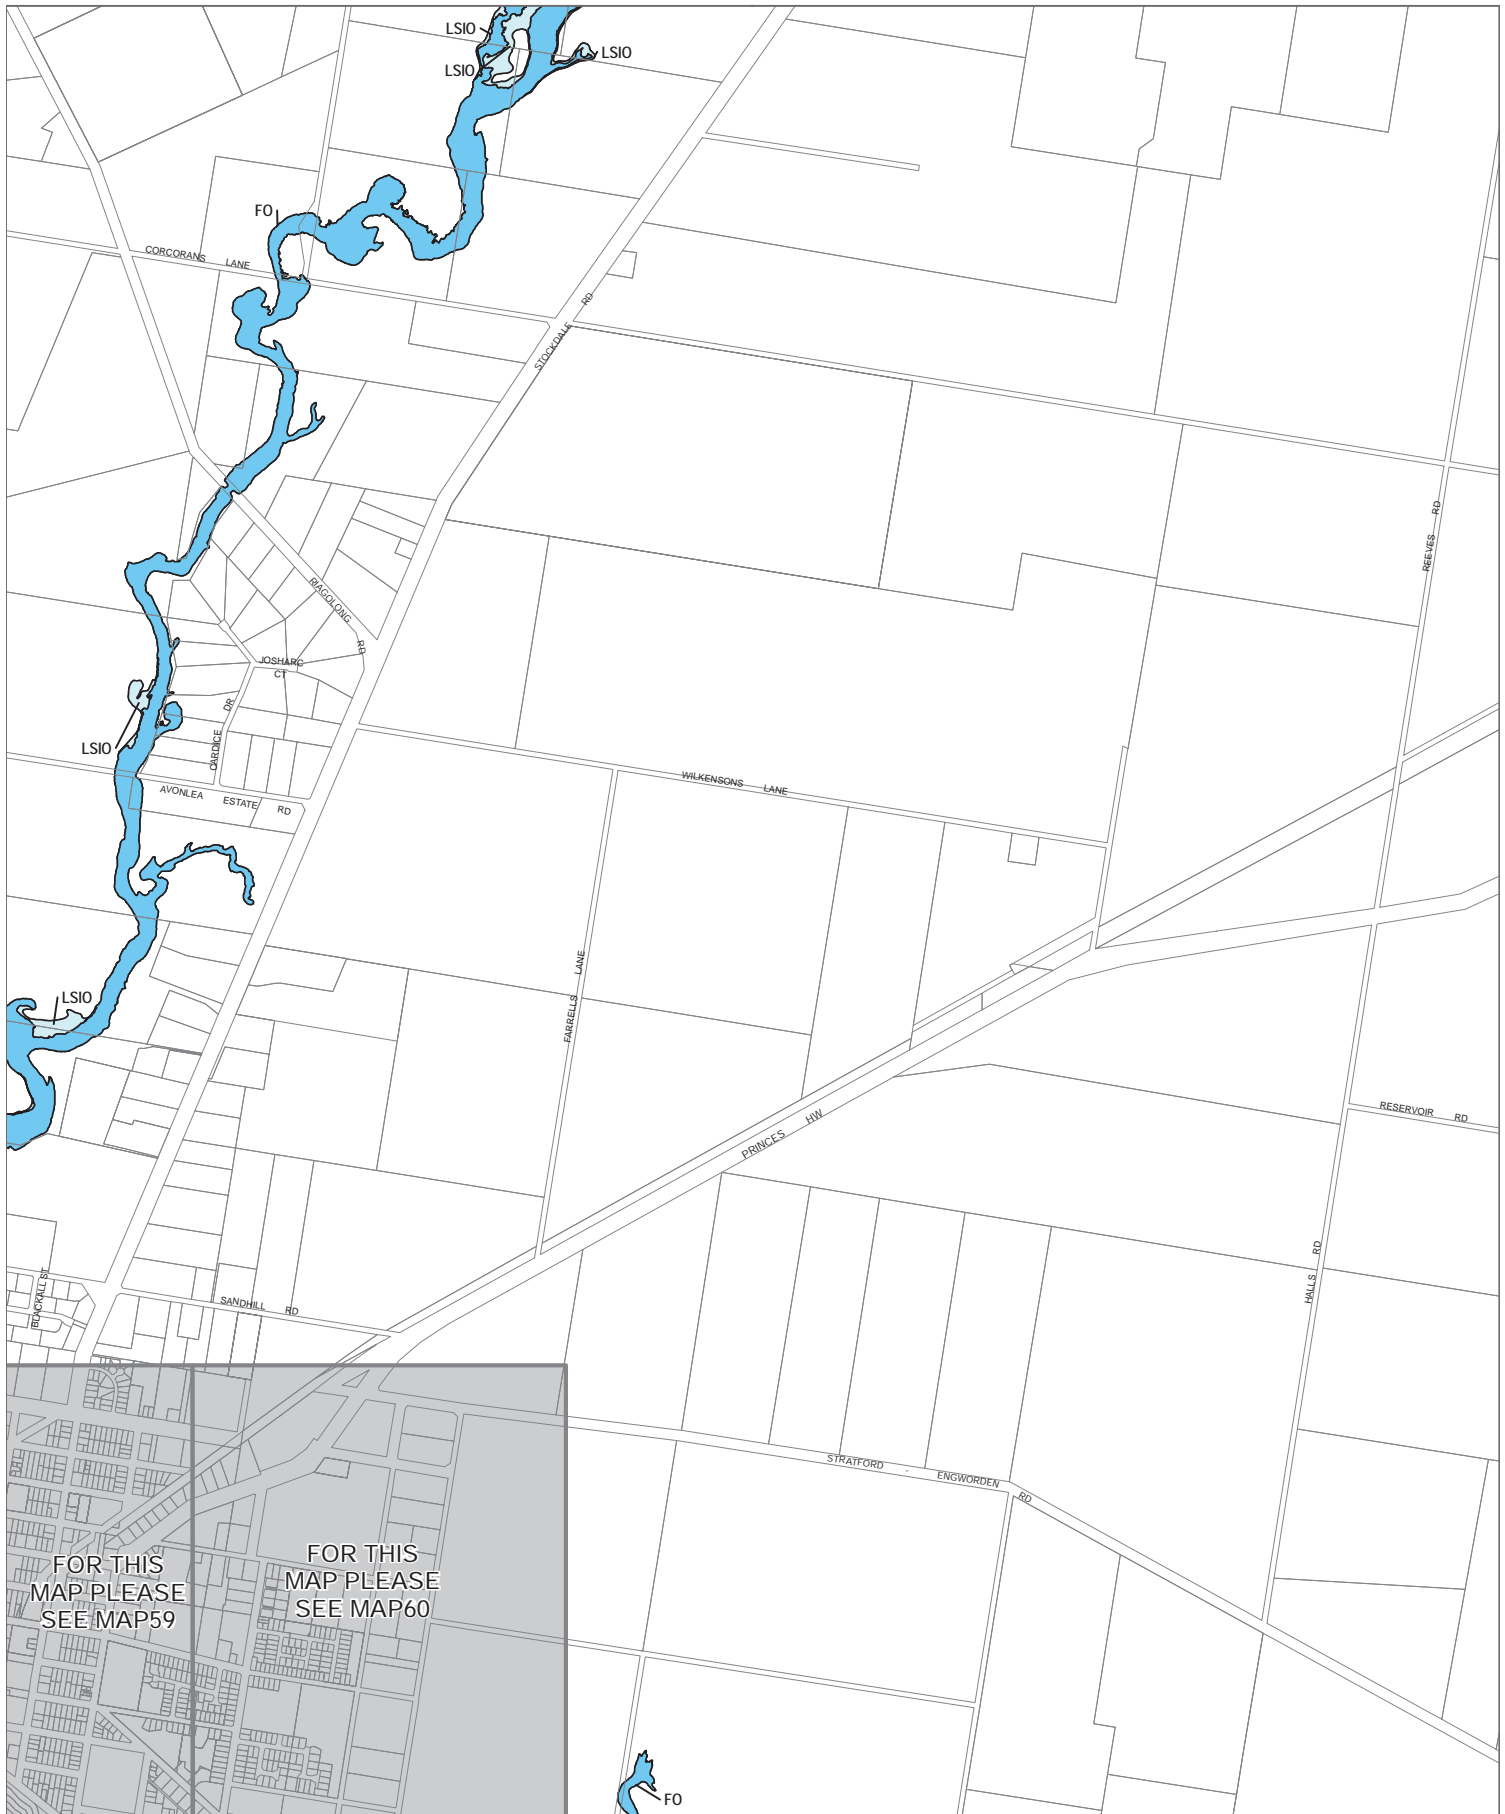 LSIO
LSIO
LSIO
FO
CORCORANS LANE
STOCKDALE RD
REEVES RD
RIAGOLONG RD
JOSHARC
CT
CARDICE DR
LSIO
AVONLEA ESTATE RD
WILKENSONS LANE
FARRELLS LANE
LSIO
PRINCES HW
RESERVOIR RD
HALLS RD
BLACKALL ST
SANDHILL RD
STRATFORD - ENGWORDEN RD
FOR THIS
MAP PLEASE
SEE MAP59
FOR THIS
MAP PLEASE
SEE MAP60
FO